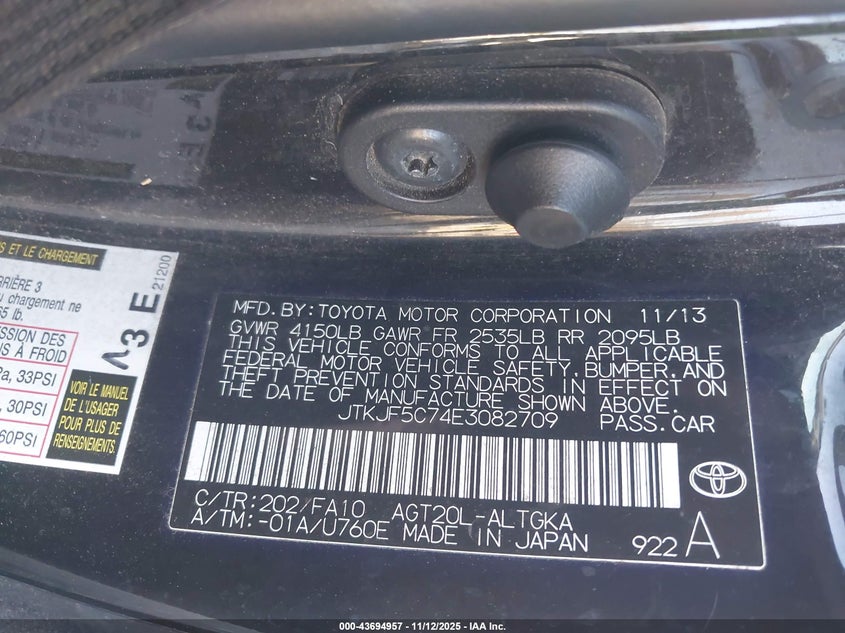 S ET LE CHARGEMENT
RRIÈRE 3
u chargement ne
65 lb.
21200
ESSION DES
S À FROID
Pa, 33PSI
, 30PSI
60PSI
VOIR LE MANUEL
DE L'USAGER
POUR PLUS DE
RENSEIGNEMENTS.
MFD.BY:TOYOTA MOTOR CORPORATION 11/13
GVWR 4150LB GAWR FR 2535LB RR 2095LB
THIS VEHICLE CONFORMS TO ALL APPLICABLE
FEDERAL MOTOR VEHICLE SAFETY,BUMPER,AND
THEFT PREVENTION STANDARDS IN EFFECT ON
THE DATE OF MANUFACTURE SHOWN ABOVE.
JTKJF5C74E3082709 PASS.CAR
C/TR:202/FA10 AGT20L-ALTGKA
A/TM:-01A/U760E MADE IN JAPAN 922 A
000-43694957 - 11/12/2025 - IAA Inc.